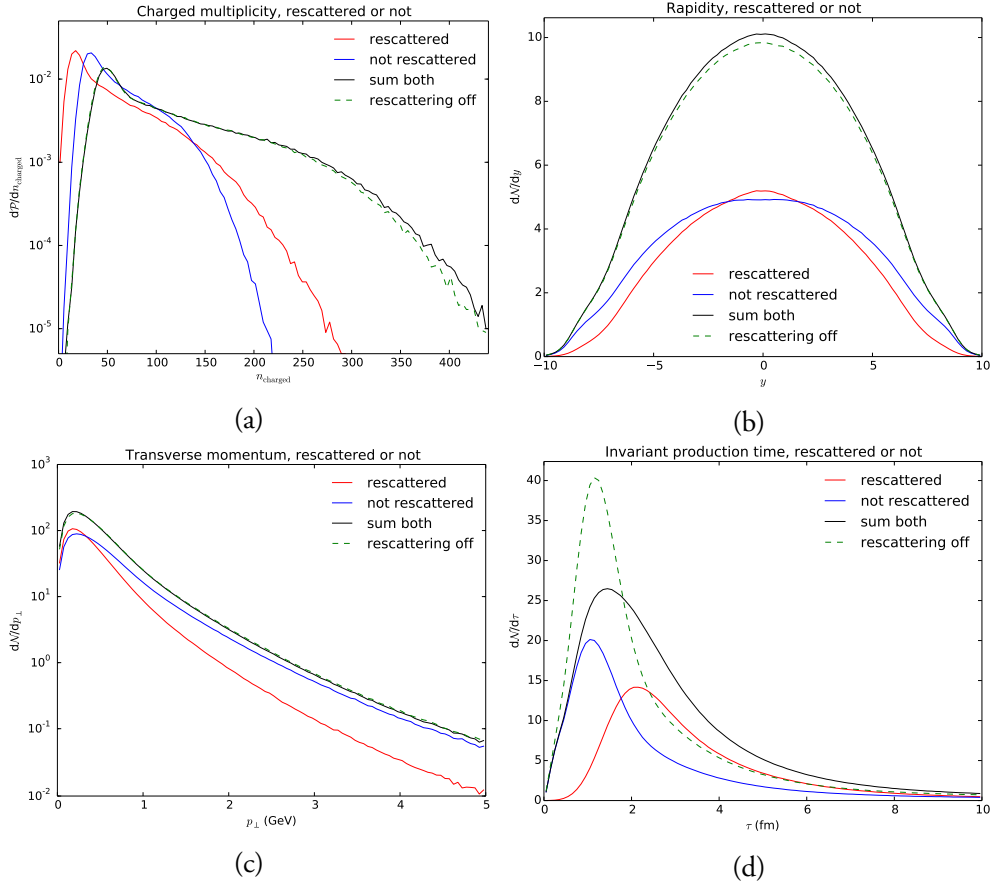 Charged multiplicity, rescattered or not
rescattered
not rescattered
sum both
rescattering off
10^-2
10^-3
10^-4
10^-5
dP/dn_charged
0 50 100 150 200 250 300 350 400
n_charged
(a)
Rapidity, rescattered or not
10
8
6
4
2
0
dN/dy
rescattered
not rescattered
sum both
rescattering off
−10 −5 0 5 10
y
(b)
Transverse momentum, rescattered or not
10^3
10^2
10^1
10^0
10^-1
10^-2
dN/dp⊥
rescattered
not rescattered
sum both
rescattering off
0 1 2 3 4 5
p⊥ (GeV)
(c)
Invariant production time, rescattered or not
40
35
30
25
20
15
10
5
0
dN/dτ
rescattered
not rescattered
sum both
rescattering off
0 2 4 6 8 10
τ (fm)
(d)